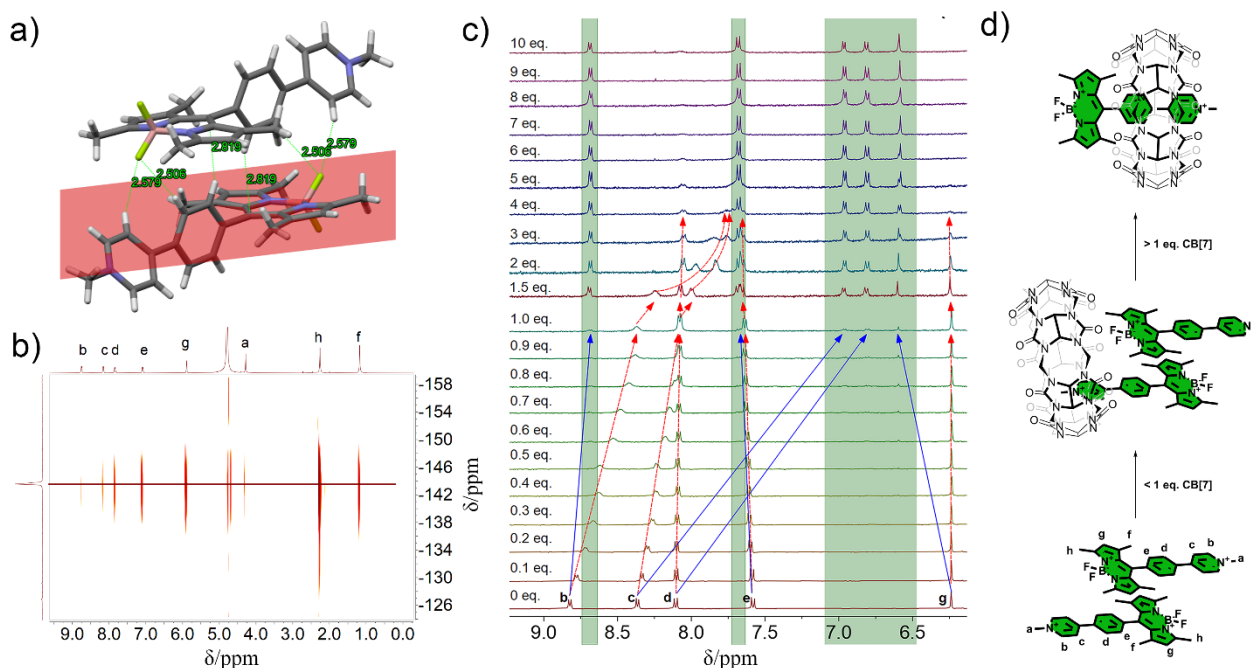 a)
2.819
2.506
2.579
2.579
2.506
2.819
b)
b c d e g a h f
-158
-154
-150
-146
-142
-138
-134
-130
-126
9.0 8.0 7.0 6.0 5.0 4.0 3.0 2.0 1.0 0.0
δ/ppm
δ/ppm
c)
10 eq.
9 eq.
8 eq.
7 eq.
6 eq.
5 eq.
4 eq.
3 eq.
2 eq.
1.5 eq.
1.0 eq.
0.9 eq.
0.8 eq.
0.7 eq.
0.6 eq.
0.5 eq.
0.4 eq.
0.3 eq.
0.2 eq.
0.1 eq.
0 eq.
b c d e g
9.0 8.5 8.0 7.5 7.0 6.5
δ/ppm
d)
> 1 eq. CB[7]
< 1 eq. CB[7]
g f
h e d c b
N⁺ a
a N
b c d e f g h